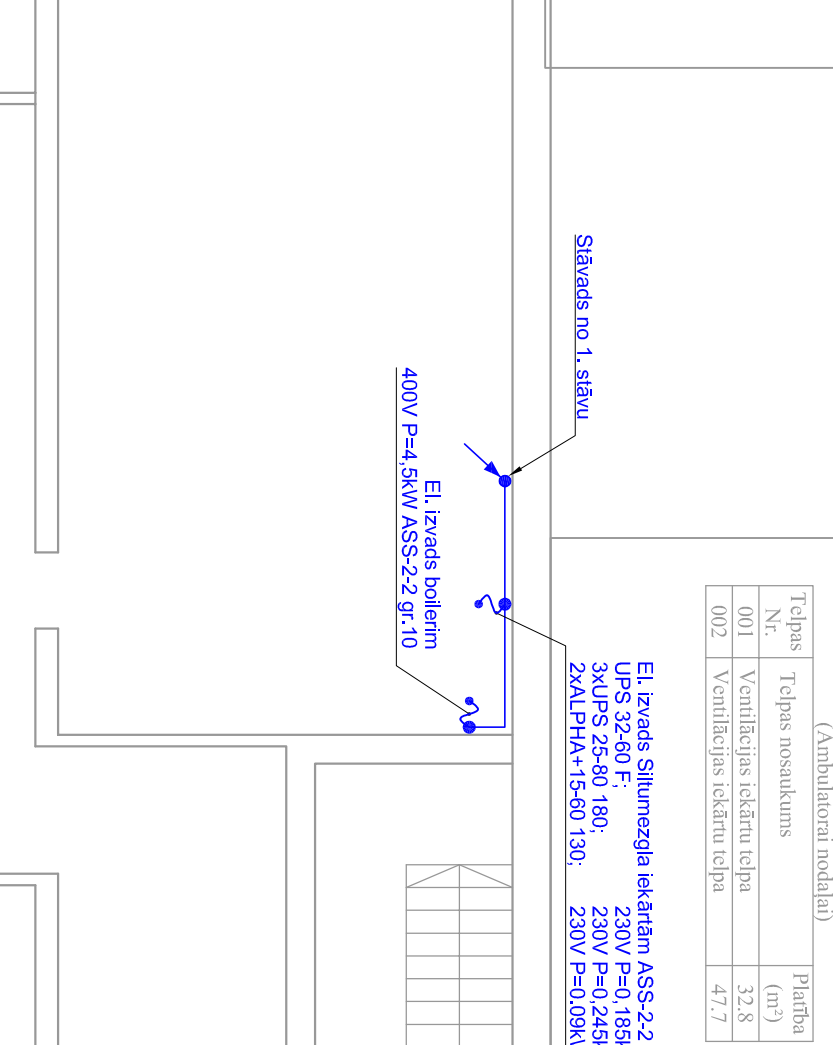 (Ambulatorai nodaļai)
Telpas Nr. Telpas nosaukums Platība (m²)
001 Ventilācijas iekārtu telpa 32.8
002 Ventilācijas iekārtu telpa 47.7
El. izvads Siltumezgla iekārtām ASS-2-2
UPS 32-60 F; 230V P=0,185
3xUPS 25-80 180; 230V P=0,245
2xALPHA+15-60 130; 230V P=0.09k
Stāvads no 1. stāvu
El. izvads boilerim
400V P=4,5kW ASS-2-2 gr.10